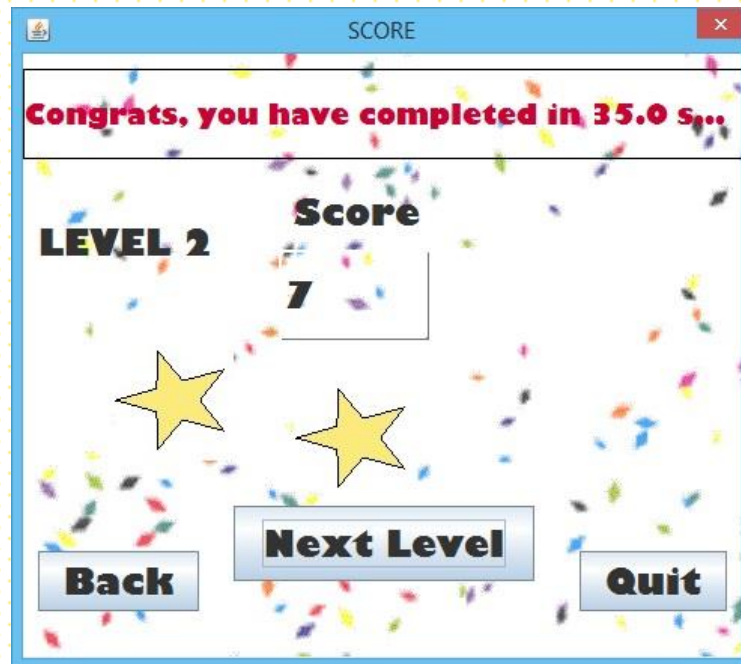 SCORE
Congrats, you have completed in 35.0 s...
Score
LEVEL 2
7
Next Level
Back
Quit